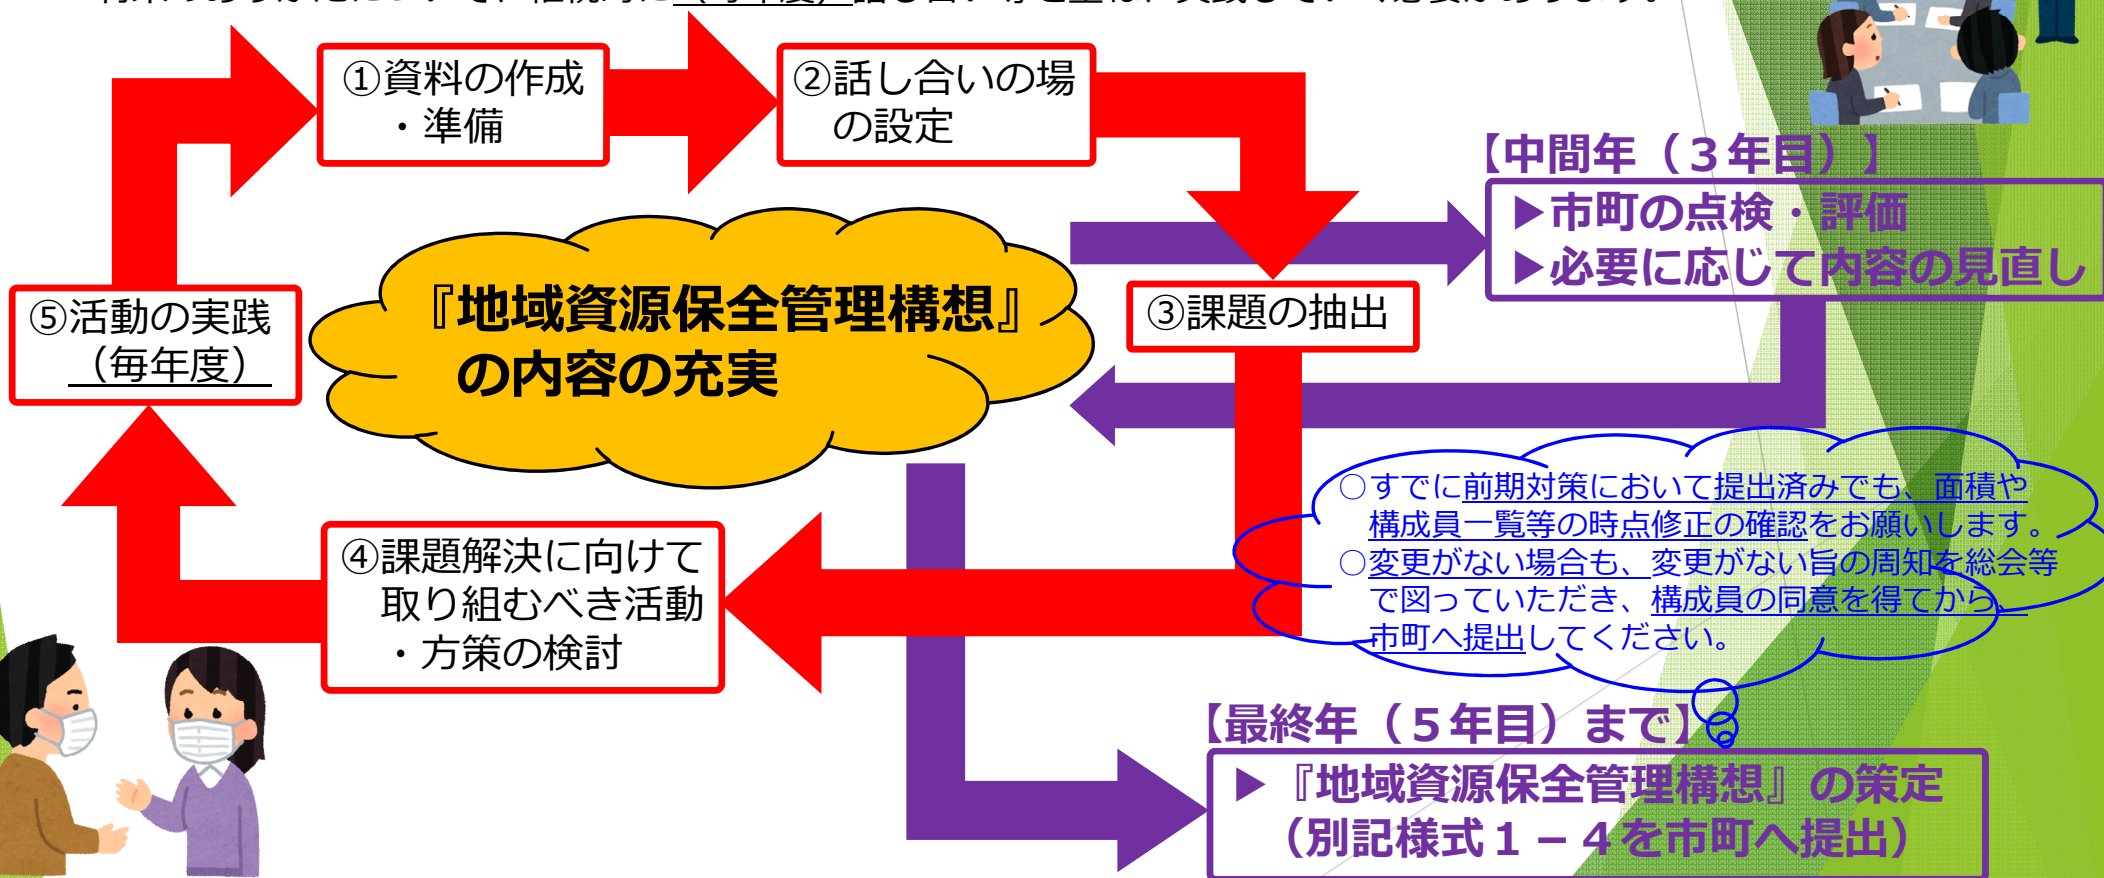 ①資料の作成
・準備
②話し合いの場
の設定
【中間年（３年目）】
▶市町の点検・評価
▶必要に応じて内容の見直し
『地域資源保全管理構想』
の内容の充実
③課題の抽出
⑤活動の実践
（毎年度）
○すでに前期対策において提出済みでも、面積や
構成員一覧等の時点修正の確認をお願いします。
○変更がない場合も、変更がない旨の周知を総会等
で図っていただき、構成員の同意を得てから、
市町へ提出してください。
④課題解決に向けて
取り組むべき活動
・方策の検討
【最終年（５年目）まで】
▶『地域資源保全管理構想』の策定
（別記様式１－４を市町へ提出）